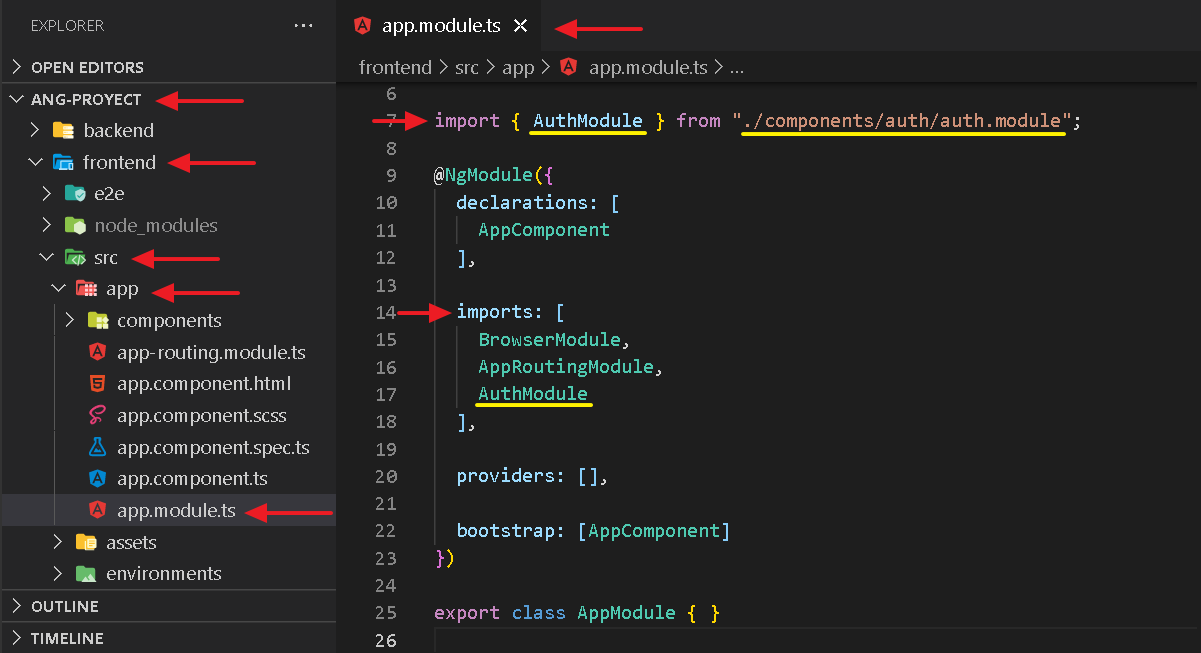 EXPLORER
OPEN EDITORS
ANG-PROYECT
backend
frontend
e2e
node_modules
src
app
components
app-routing.module.ts
app.component.html
app.component.scss
app.component.spec.ts
app.component.ts
app.module.ts
assets
environments
OUTLINE
TIMELINE
app.module.ts
frontend > src > app > app.module.ts > ...
6
7 import { AuthModule } from "./components/auth/auth.module";
8
9 @NgModule({
10 declarations: [
11 AppComponent
12 ],
13
14 imports: [
15 BrowserModule,
16 AppRoutingModule,
17 AuthModule
18 ],
19
20 providers: [],
21
22 bootstrap: [AppComponent]
23 })
24
25 export class AppModule { }
26